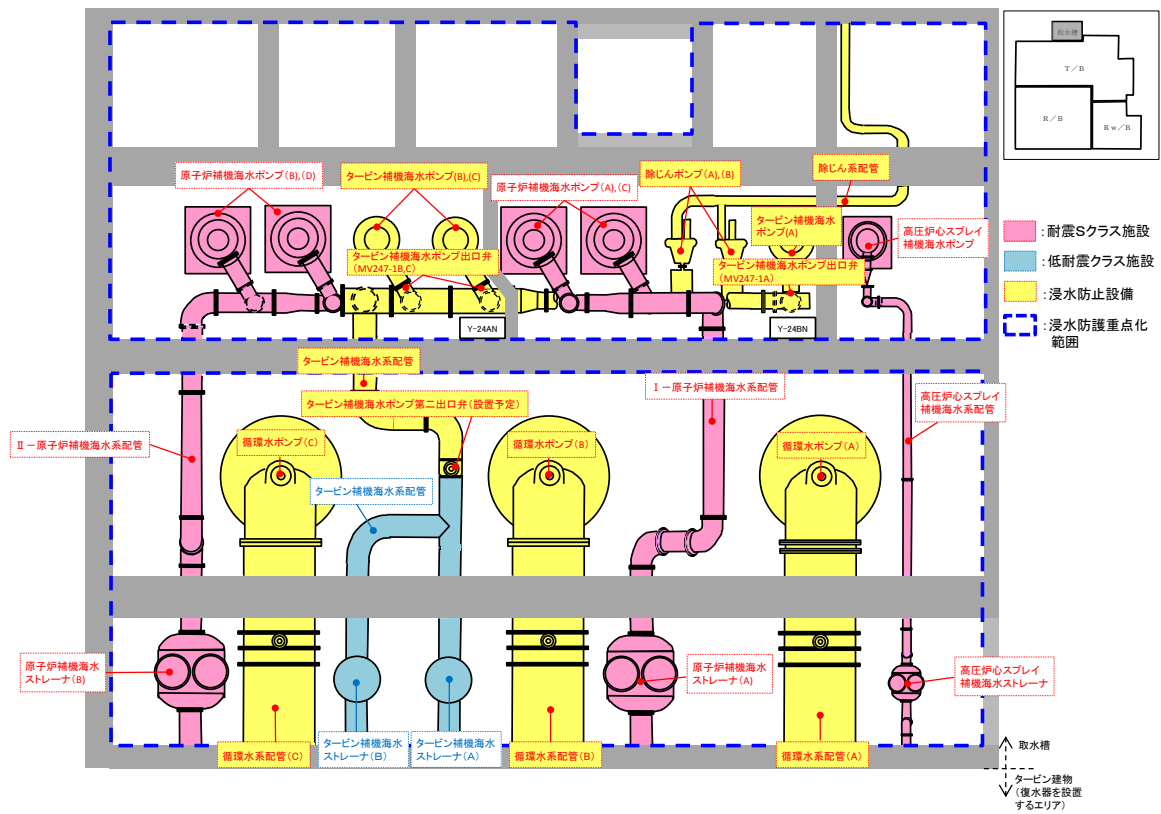 取水槽
T/B
R/B
Rw/B
原子炉補機海水ポンプ(B),(D)
タービン補機海水ポンプ(B),(C)
原子炉補機海水ポンプ(A),(C)
除じんポンプ(A),(B)
除じん系配管
タービン補機海水
ポンプ(A)
高圧炉心スプレイ
補機海水ポンプ
タービン補機海水ポンプ出口弁
(MV247-1B,C)
タービン補機海水ポンプ出口弁
(MV247-1A)
Y-24AN
Y-24BN
:耐震Sクラス施設
:低耐震クラス施設
:浸水防止設備
:浸水防護重点化
範囲
タービン補機海水系配管
タービン補機海水ポンプ第二出口弁(設置予定)
Ⅰ-原子炉補機海水系配管
高圧炉心スプレイ
補機海水系配管
Ⅱ-原子炉補機海水系配管
循環水ポンプ(C)
循環水ポンプ(B)
循環水ポンプ(A)
タービン補機海水系配管
原子炉補機海水
ストレーナ(B)
原子炉補機海水
ストレーナ(A)
高圧炉心スプレイ
補機海水ストレーナ
循環水系配管(C)
タービン補機海水
ストレーナ(B)
タービン補機海水
ストレーナ(A)
循環水系配管(B)
循環水系配管(A)
取水槽
タービン建物
(復水器を設置
するエリア)